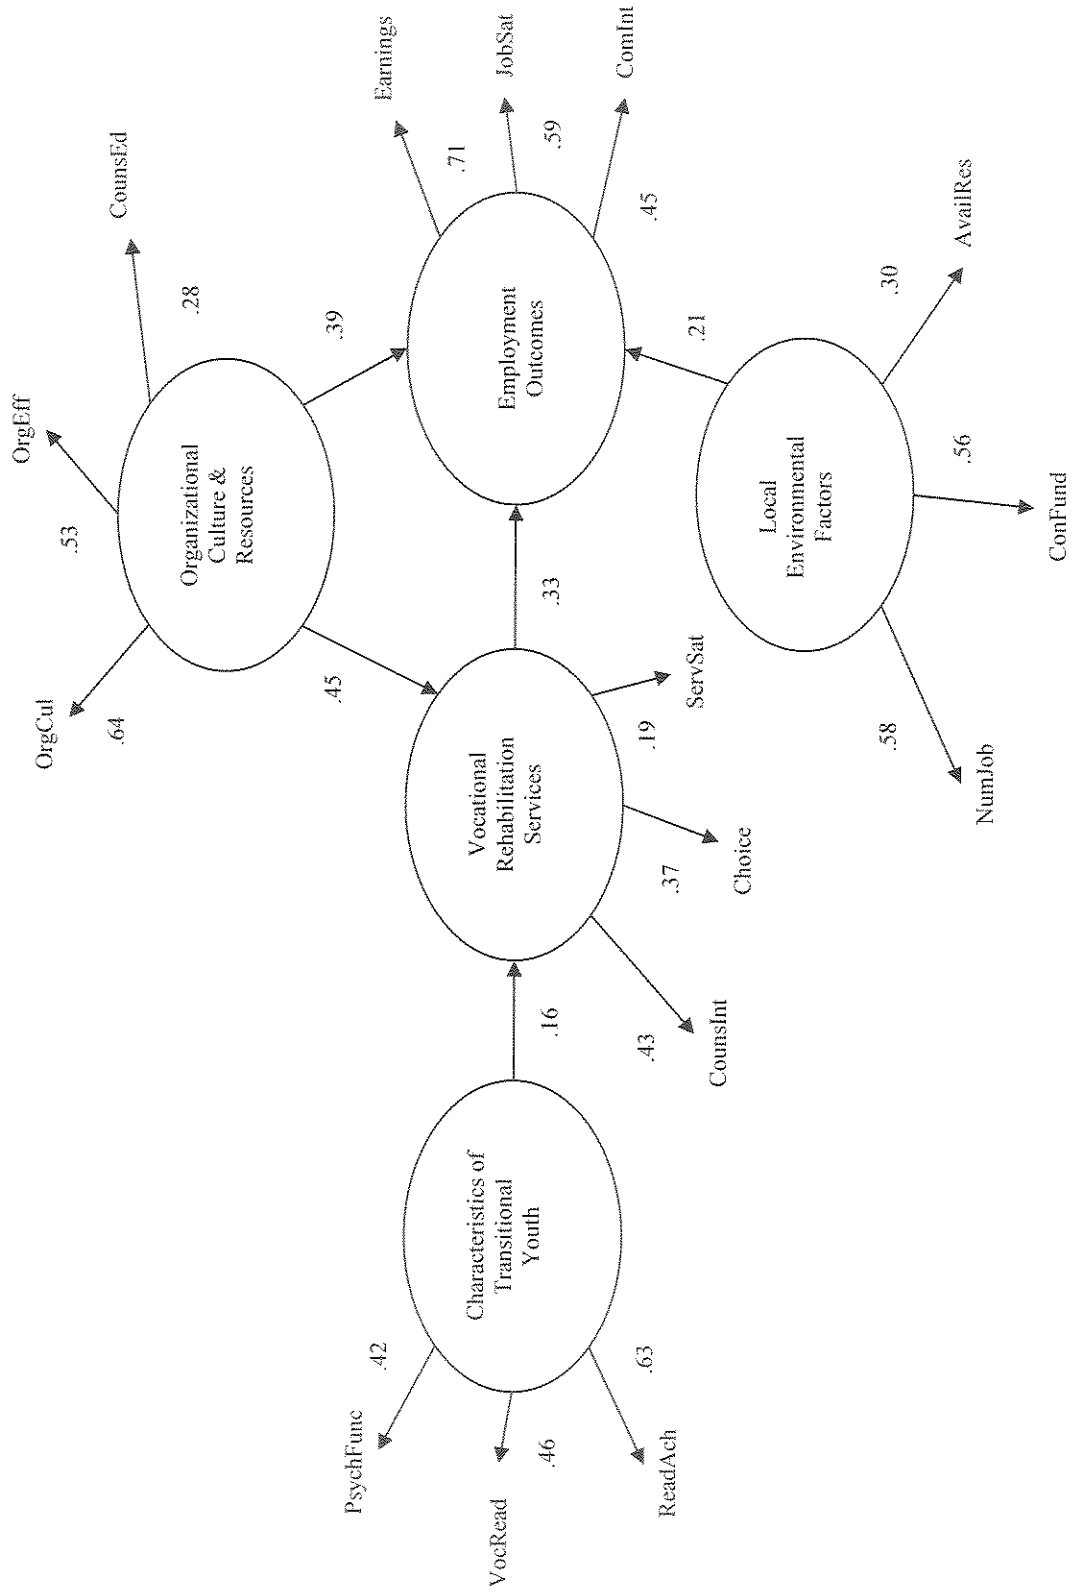 OrgCul
.64
.53
OrgEff
.28
CounsEd
Organizational
Culture &
Resources
.45
.39
PsychFunc
.42
VocRead
.46
ReadAch
.63
Characteristics of
Transitional
Youth
.16
Vocational
Rehabilitation
Services
.33
Employment
Outcomes
Earnings
.71
JobSat
.59
ComInt
.45
CounsInt
.43
Choice
.37
ServSat
.19
.21
Local
Environmental
Factors
NumJob
.58
ConFund
.56
AvailRes
.30